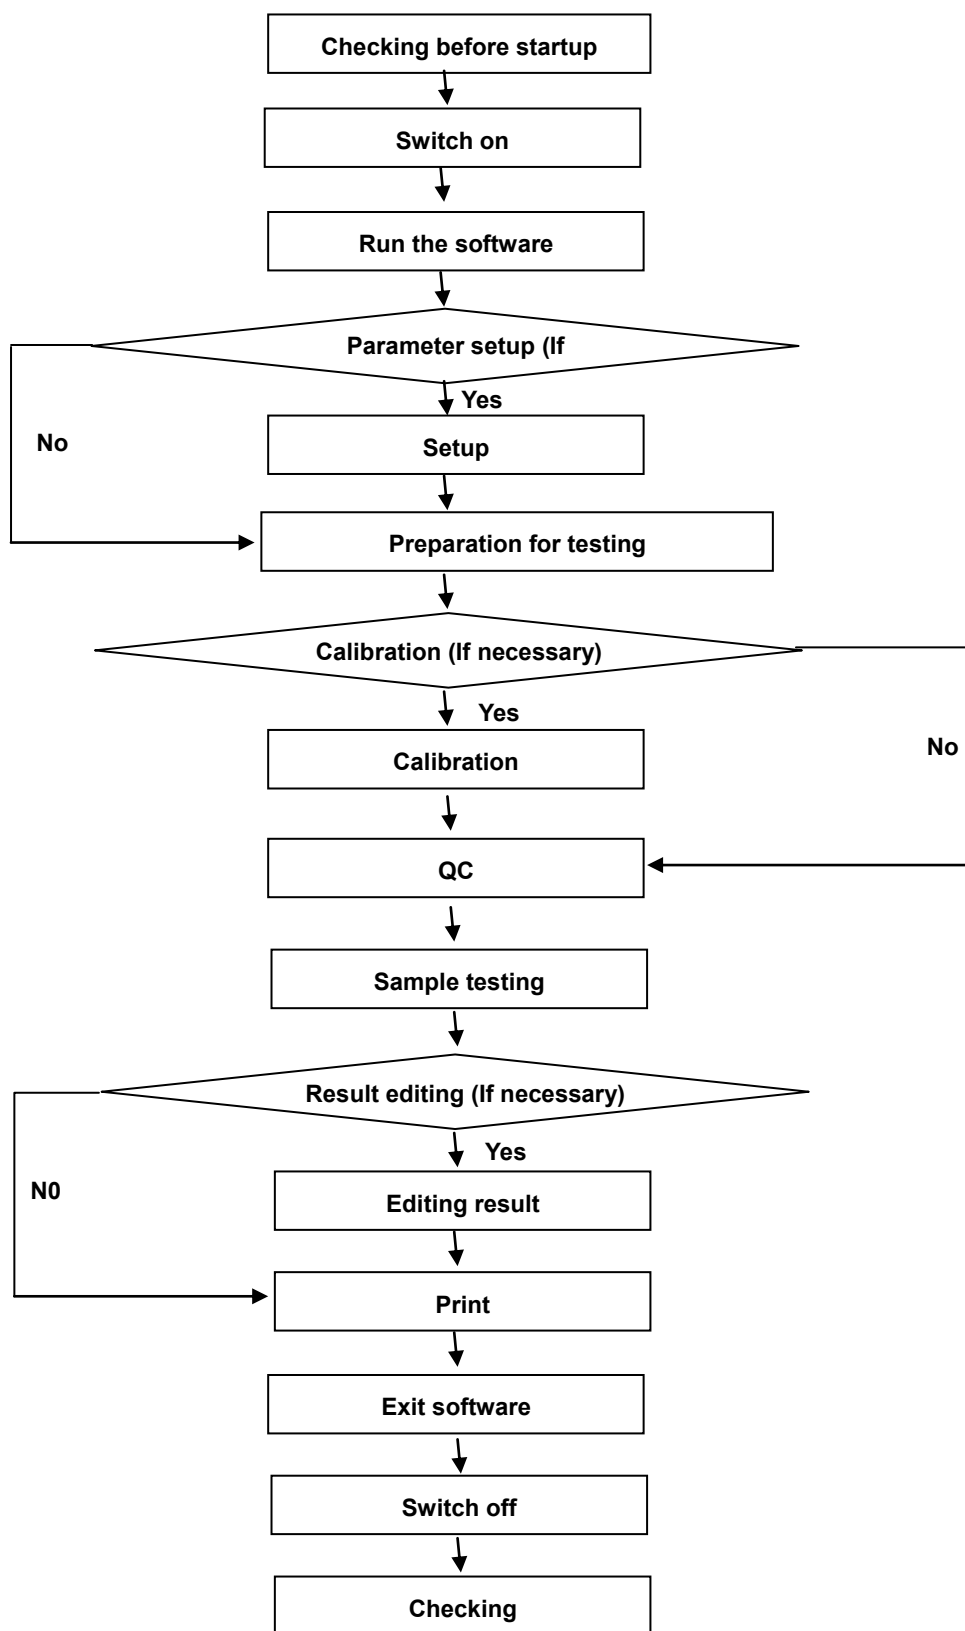 Checking before startup
Switch on
Run the software
Parameter setup (If
Yes
No
Setup
Preparation for testing
Calibration (If necessary)
Yes
No
Calibration
QC
Sample testing
Result editing (If necessary)
Yes
N0
Editing result
Print
Exit software
Switch off
Checking